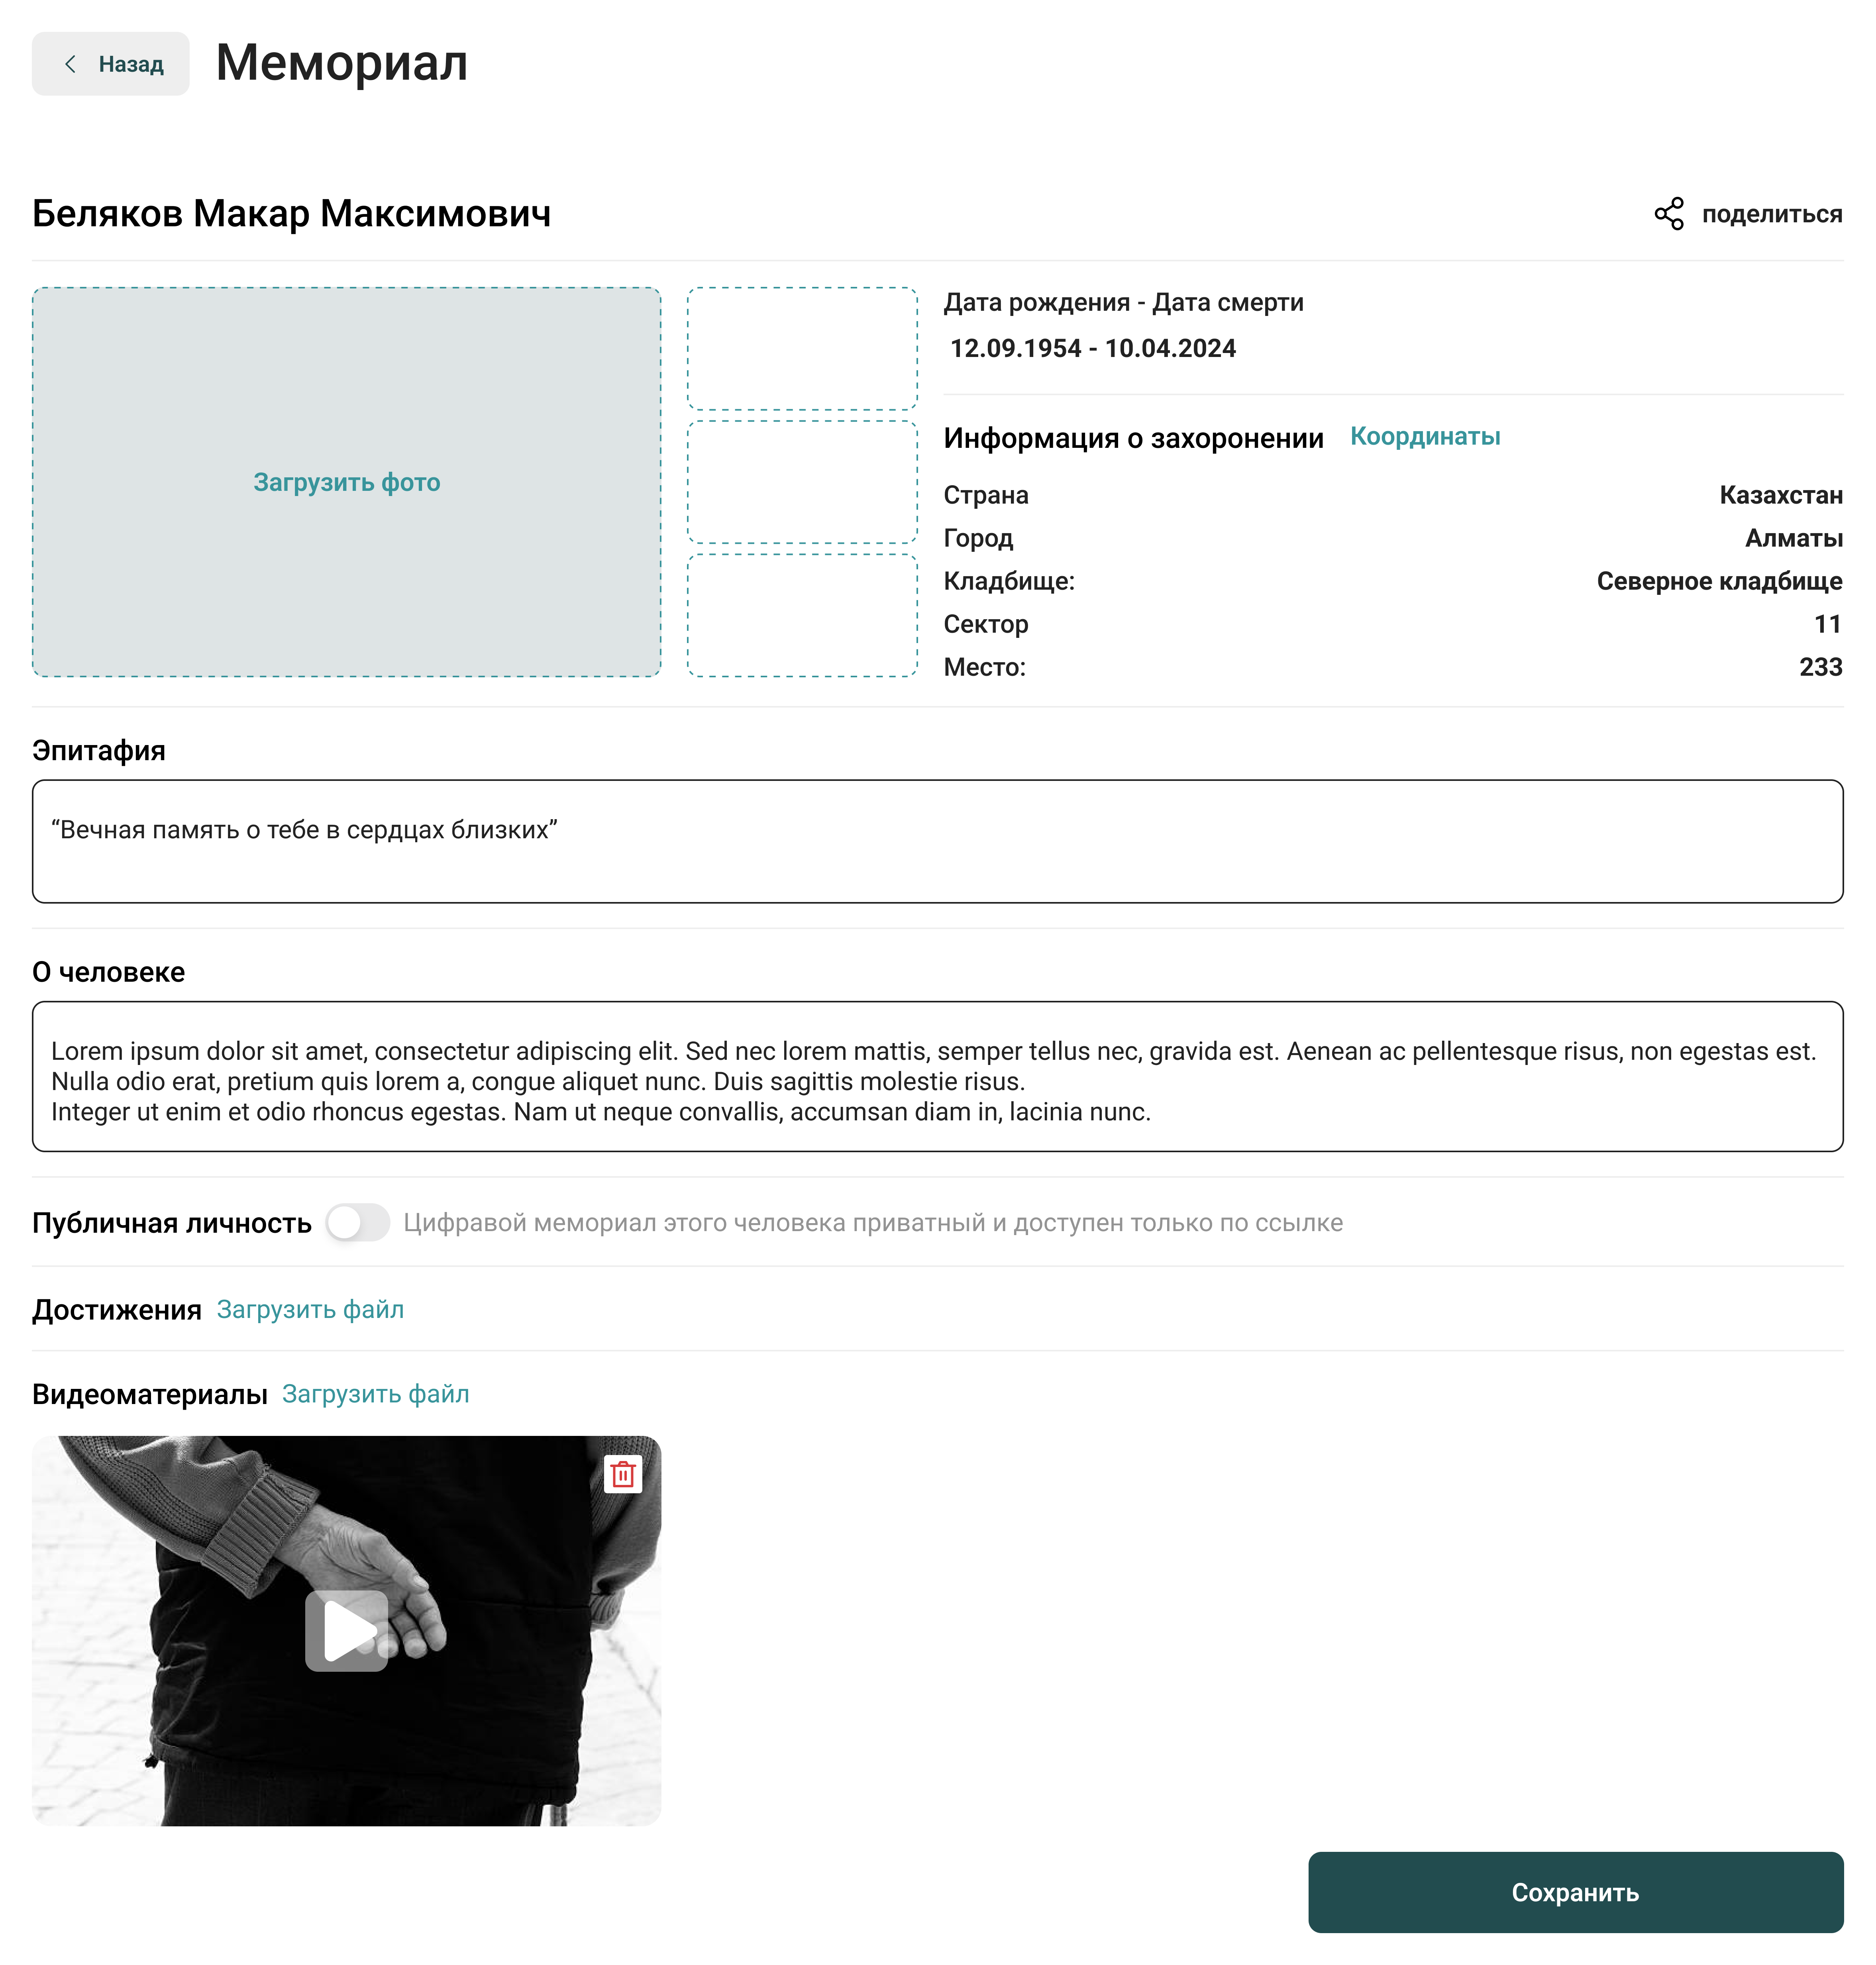 Назад
Мемориал
Беляков Макар Максимович
поделиться
Загрузить фото
Дата рождения - Дата смерти
12.09.1954 - 10.04.2024
Информация о захоронении Координаты
Страна Казахстан
Город Алматы
Кладбище: Северное кладбище
Сектор 11
Место: 233
Эпитафия
“Вечная память о тебе в сердцах близких”
О человеке
Lorem ipsum dolor sit amet, consectetur adipiscing elit. Sed nec lorem mattis, semper tellus nec, gravida est. Aenean ac pellentesque risus, non egestas est.
Nulla odio erat, pretium quis lorem a, congue aliquet nunc. Duis sagittis molestie risus.
Integer ut enim et odio rhoncus egestas. Nam ut neque convallis, accumsan diam in, lacinia nunc.
Публичная личность Цифравой мемориал этого человека приватный и доступен только по ссылке
Достижения Загрузить файл
Видеоматериалы Загрузить файл
Сохранить